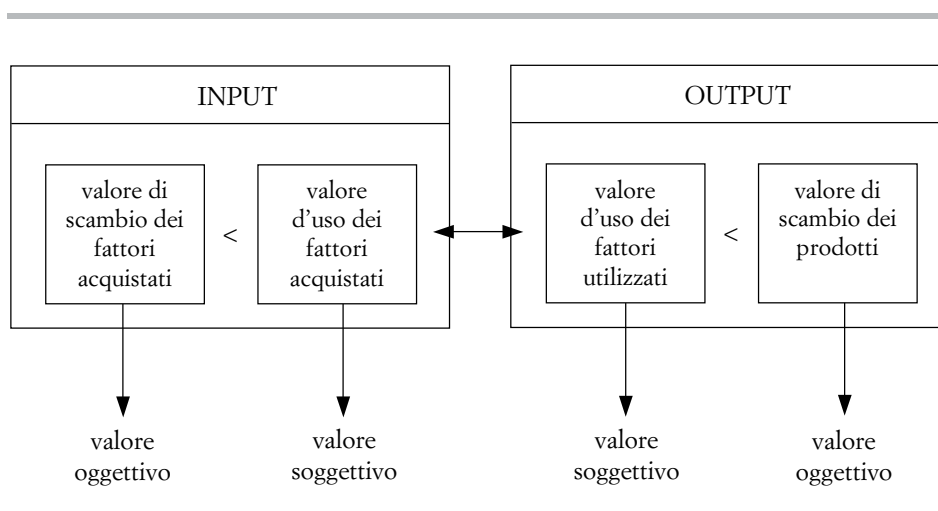 INPUT
OUTPUT
valore di
scambio dei
fattori
acquistati
<
valore
d'uso dei
fattori
acquistati
valore
d'uso dei
fattori
utilizzati
<
valore di
scambio dei
prodotti
valore
oggettivo
valore
soggettivo
valore
soggettivo
valore
oggettivo